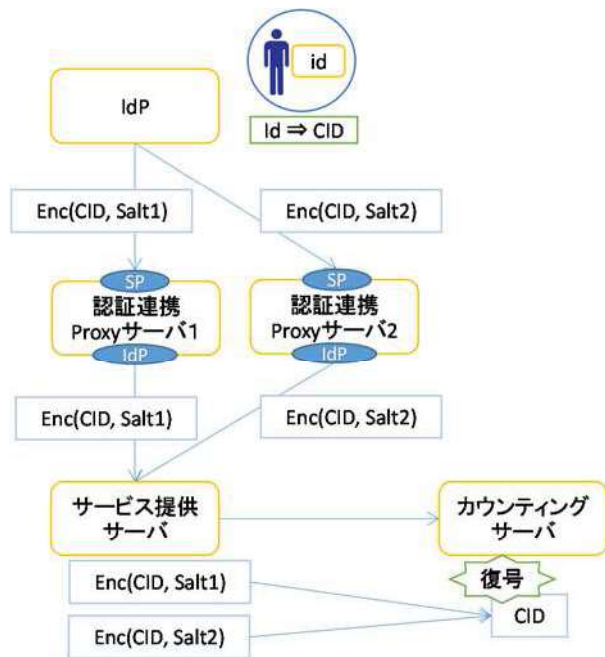 id
IdP
Id ⇒ CID
Enc(CID, Salt1)
Enc(CID, Salt2)
SP
SP
認証連携
Proxyサーバ1
認証連携
Proxyサーバ2
IdP
IdP
Enc(CID, Salt1)
Enc(CID, Salt2)
サービス提供
サーバ
カウンティング
サーバ
Enc(CID, Salt1)
復号
CID
Enc(CID, Salt2)